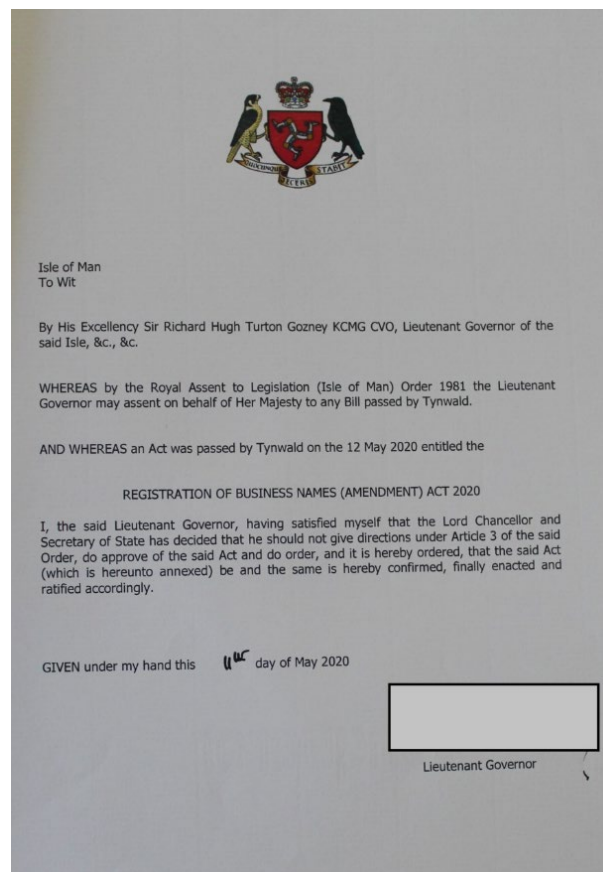 QUOCUNQUE
JECERIS
STABIT
Isle of Man
To Wit
By His Excellency Sir Richard Hugh Turton Gozney KCMG CVO, Lieutenant Governor of the
said Isle, &c., &c.
WHEREAS by the Royal Assent to Legislation (Isle of Man) Order 1981 the Lieutenant
Governor may assent on behalf of Her Majesty to any Bill passed by Tynwald.
AND WHEREAS an Act was passed by Tynwald on the 12 May 2020 entitled the
REGISTRATION OF BUSINESS NAMES (AMENDMENT) ACT 2020
I, the said Lieutenant Governor, having satisfied myself that the Lord Chancellor and
Secretary of State has decided that he should not give directions under Article 3 of the said
Order, do approve of the said Act and do order, and it is hereby ordered, that the said Act
(which is hereunto annexed) be and the same is hereby confirmed, finally enacted and
ratified accordingly.
GIVEN under my hand this day of May 2020
Lieutenant Governor